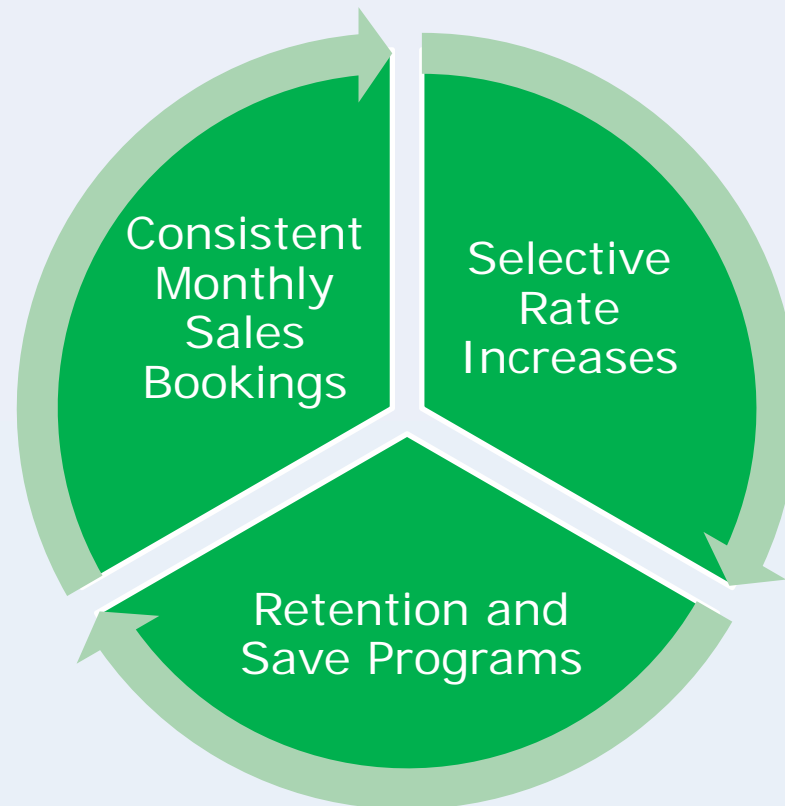 Consistent
Monthly
Sales
Bookings
Selective
Rate
Increases
Retention and
Save Programs